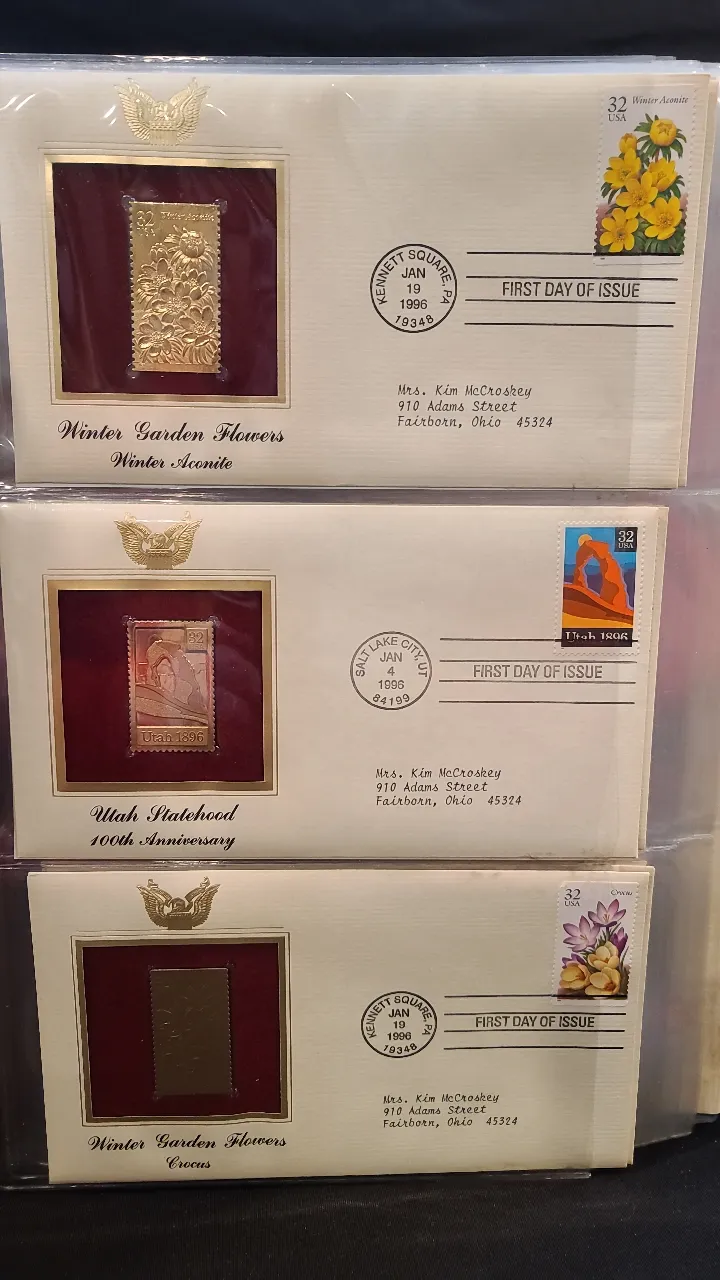 32 Winter Aconite
USA
32 Winter Aconite
USA
KENNETT SQUARE, PA
JAN
19
1996
19348
FIRST DAY OF ISSUE
Mrs. Kim McCroskey
910 Adams Street
Fairborn, Ohio 45324
Winter Garden Flowers
Winter Aconite
32
USA
Utah 1896
32
Utah 1896
SALT LAKE CITY, UT
JAN
4
1996
84199
FIRST DAY OF ISSUE
Mrs. Kim McCroskey
910 Adams Street
Fairborn, Ohio 45324
Utah Statehood
100th Anniversary
32 Crocus
USA
KENNETT SQUARE, PA
JAN
19
1996
19348
FIRST DAY OF ISSUE
Mrs. Kim McCroskey
910 Adams Street
Fairborn, Ohio 45324
Winter Garden Flowers
Crocus